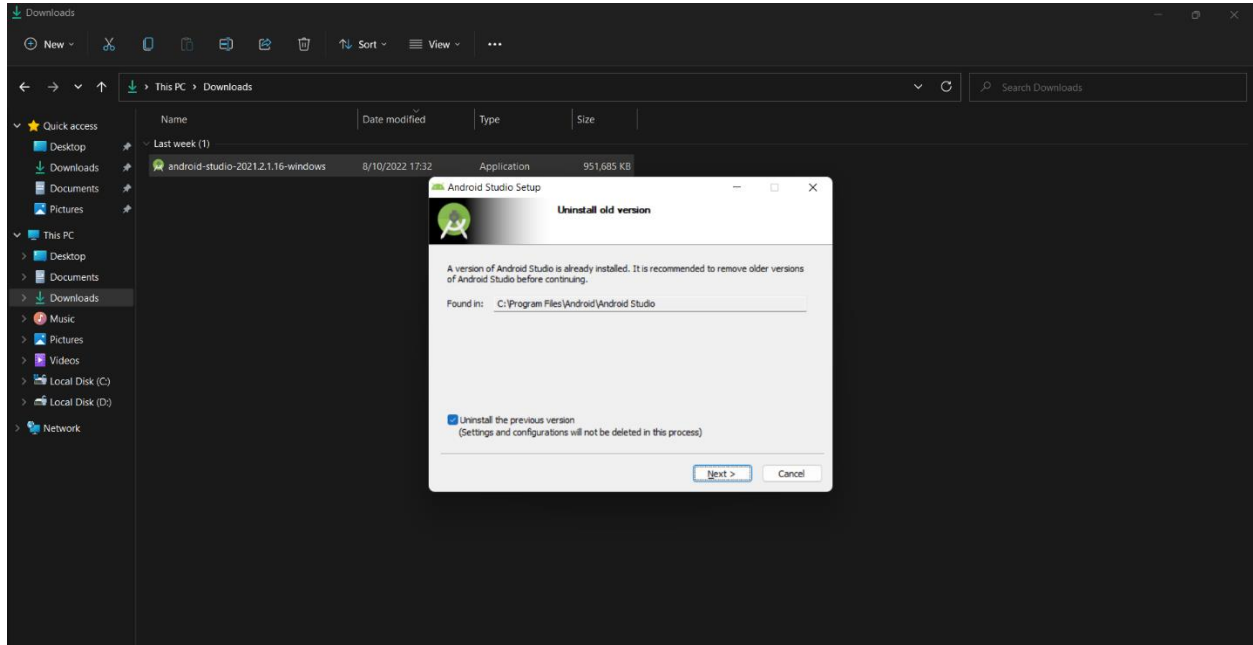 Downloads
New
Sort
View
This PC > Downloads
Search Downloads
Name Date modified Type Size
Quick access
Desktop
Downloads
Documents
Pictures
This PC
Desktop
Documents
Downloads
Music
Pictures
Videos
Local Disk (C:)
Local Disk (D:)
Network
Last week (1)
android-studio-2021.2.1.16-windows 8/10/2022 17:32 Application 951,685 KB
Android Studio Setup
Uninstall old version
A version of Android Studio is already installed. It is recommended to remove older versions
of Android Studio before continuing.
Found in: C:\Program Files\Android\Android Studio
Uninstall the previous version
(Settings and configurations will not be deleted in this process)
Next > Cancel